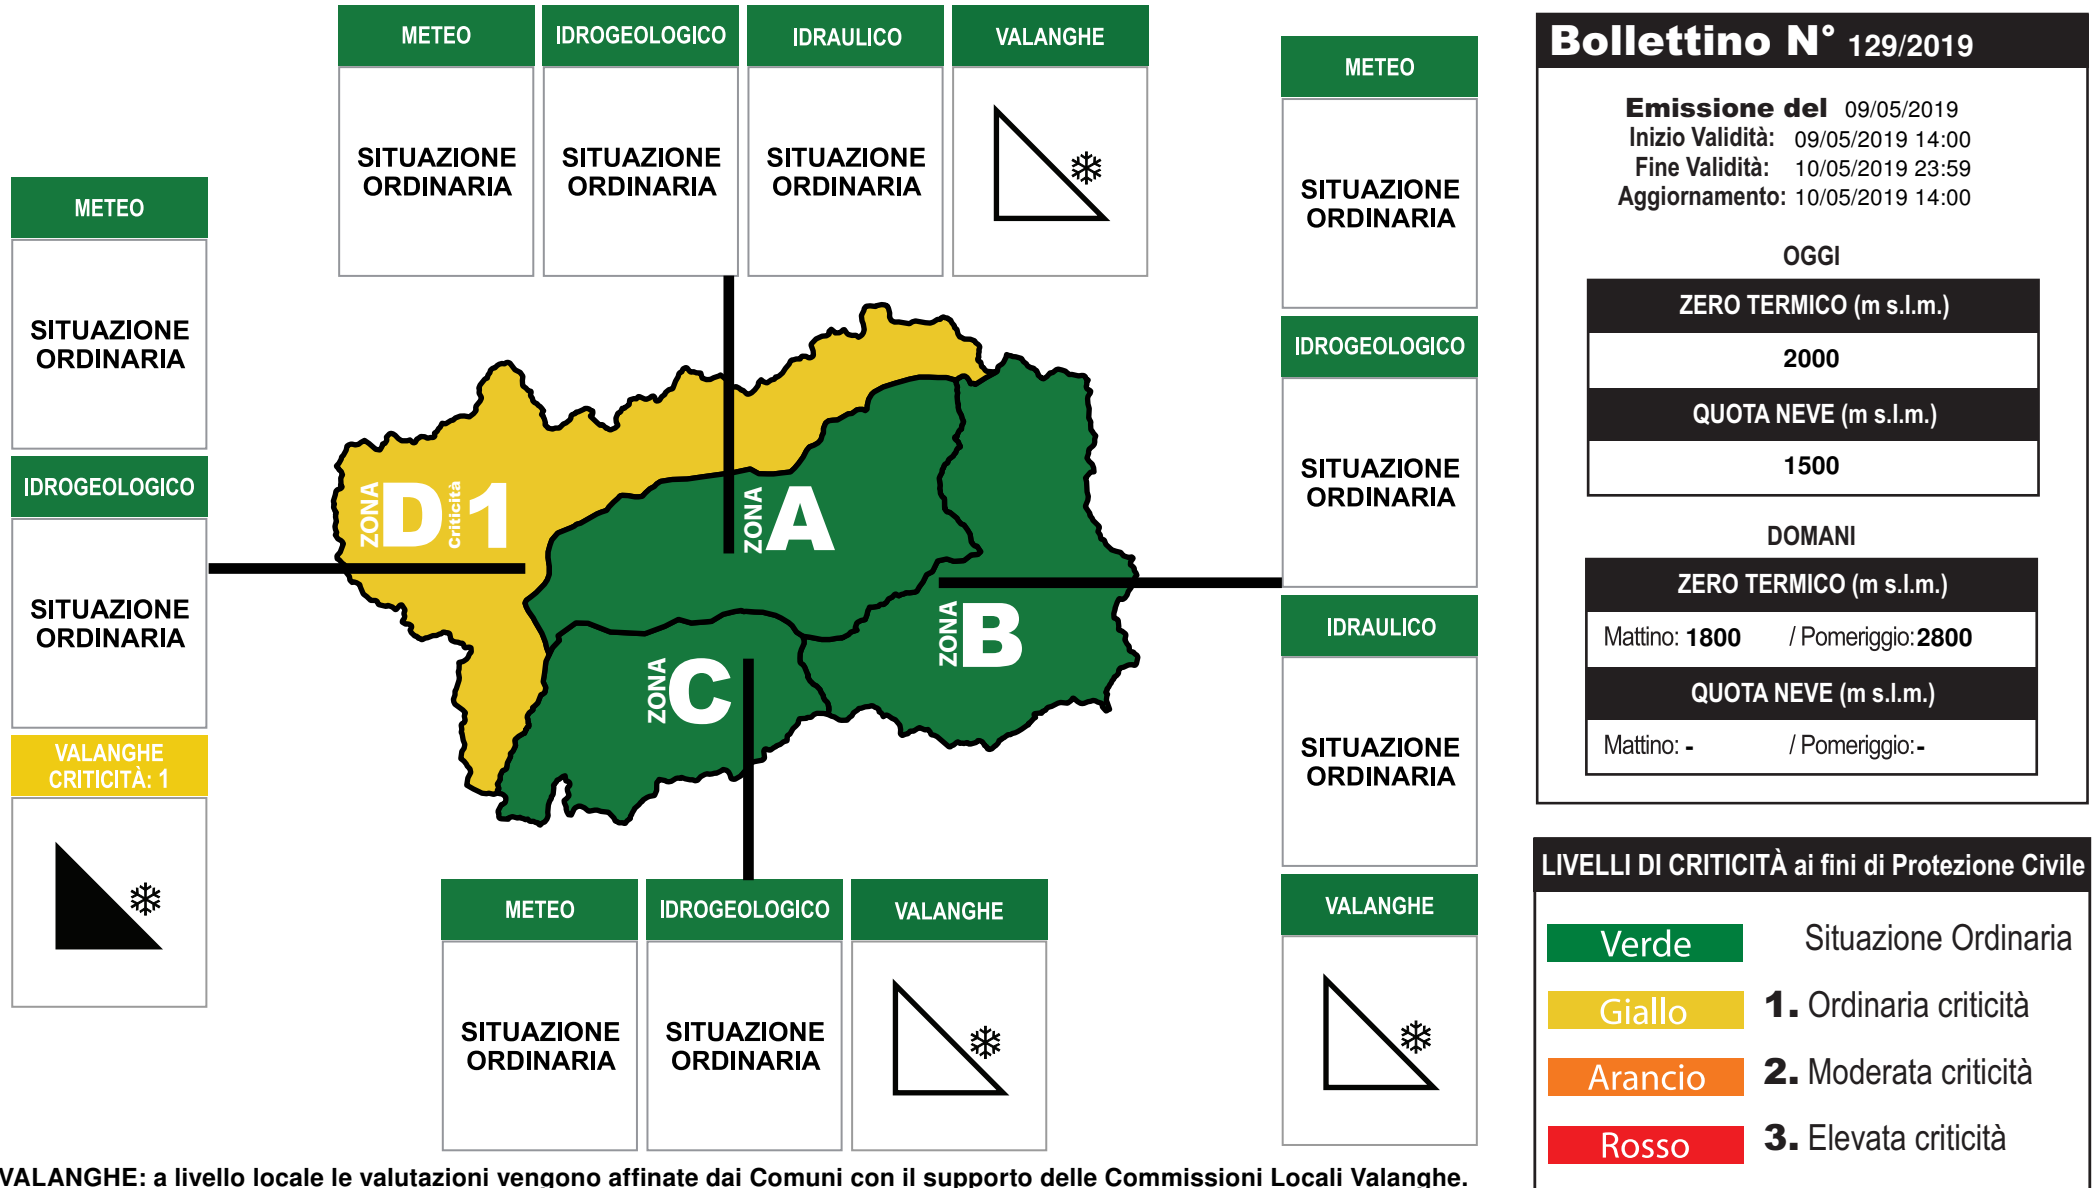 METEO
IDROGEOLOGICO
IDRAULICO
VALANGHE
SITUAZIONE
ORDINARIA
SITUAZIONE
ORDINARIA
SITUAZIONE
ORDINARIA
METEO
SITUAZIONE
ORDINARIA
IDROGEOLOGICO
SITUAZIONE
ORDINARIA
VALANGHE
CRITICITÀ: 1
ZONA D Criticità 1
ZONA A
ZONA B
ZONA C
METEO
SITUAZIONE
ORDINARIA
IDROGEOLOGICO
SITUAZIONE
ORDINARIA
IDRAULICO
SITUAZIONE
ORDINARIA
VALANGHE
METEO
IDROGEOLOGICO
VALANGHE
SITUAZIONE
ORDINARIA
SITUAZIONE
ORDINARIA
Bollettino N° 129/2019
Emissione del 09/05/2019
Inizio Validità: 09/05/2019 14:00
Fine Validità: 10/05/2019 23:59
Aggiornamento: 10/05/2019 14:00
OGGI
ZERO TERMICO (m s.l.m.)
2000
QUOTA NEVE (m s.l.m.)
1500
DOMANI
ZERO TERMICO (m s.l.m.)
Mattino: 1800 / Pomeriggio: 2800
QUOTA NEVE (m s.l.m.)
Mattino: - / Pomeriggio: -
LIVELLI DI CRITICITÀ ai fini di Protezione Civile
Verde Situazione Ordinaria
Giallo 1. Ordinaria criticità
Arancio 2. Moderata criticità
Rosso 3. Elevata criticità
VALANGHE: a livello locale le valutazioni vengono affinate dai Comuni con il supporto delle Commissioni Locali Valanghe.